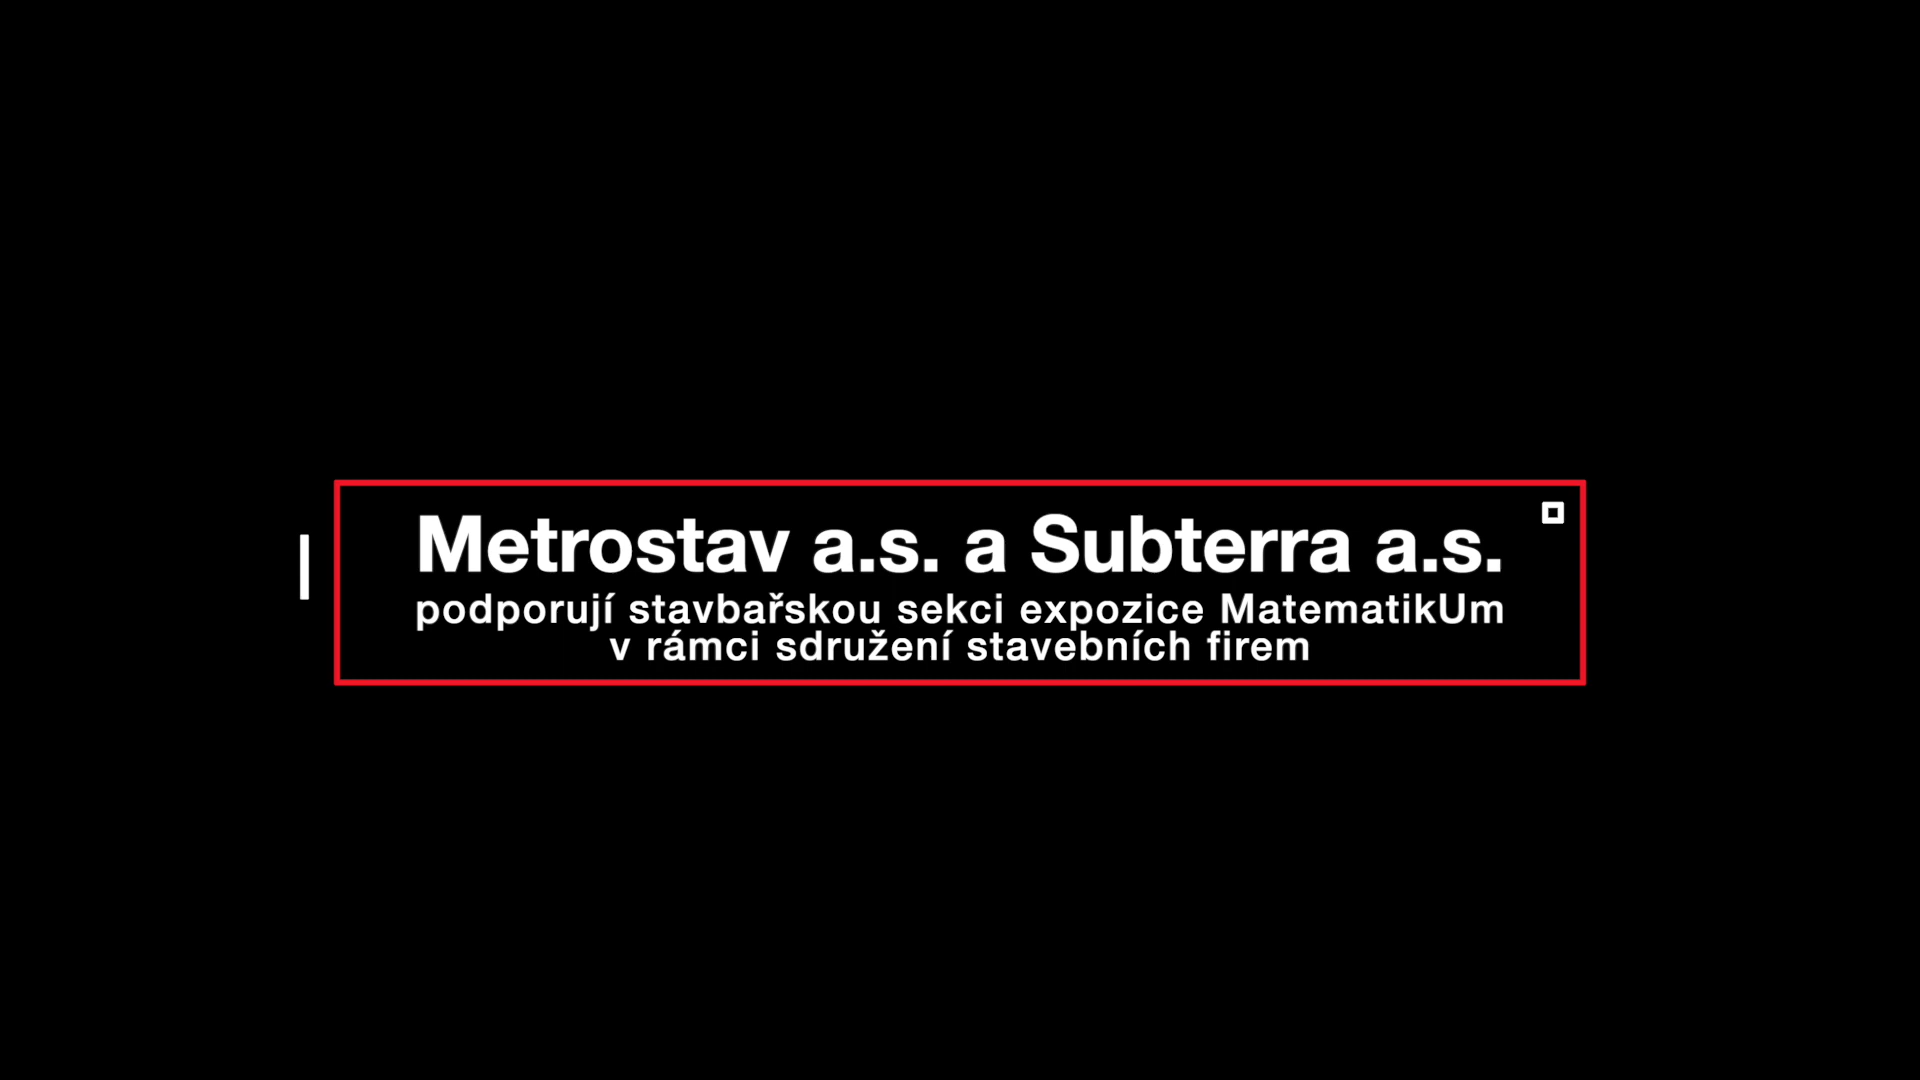 Metrostav a.s. a Subterra a.s.
podporují stavbařskou sekci expozice MatematikUm
v rámci sdružení stavebních firem